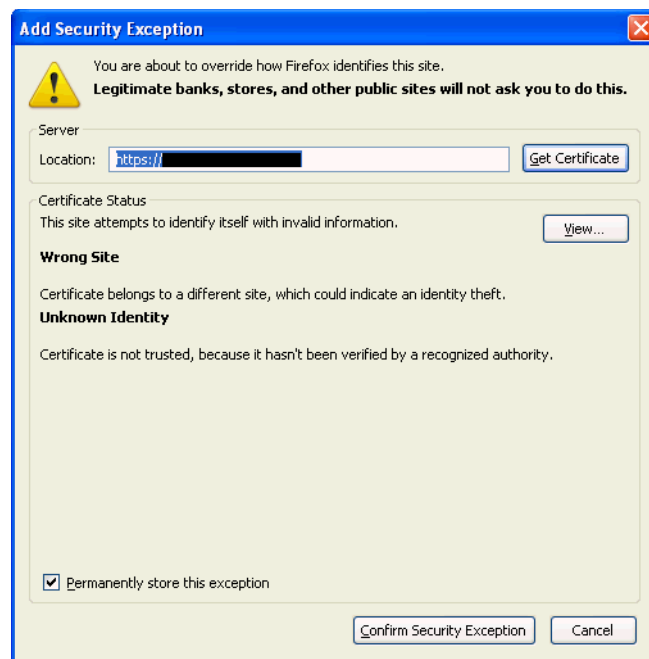 Add Security Exception
You are about to override how Firefox identifies this site.
Legitimate banks, stores, and other public sites will not ask you to do this.
Server
Location: https:// Get Certificate
Certificate Status
This site attempts to identify itself with invalid information.
View...
Wrong Site
Certificate belongs to a different site, which could indicate an identity theft.
Unknown Identity
Certificate is not trusted, because it hasn't been verified by a recognized authority.
Permanently store this exception
Confirm Security Exception Cancel